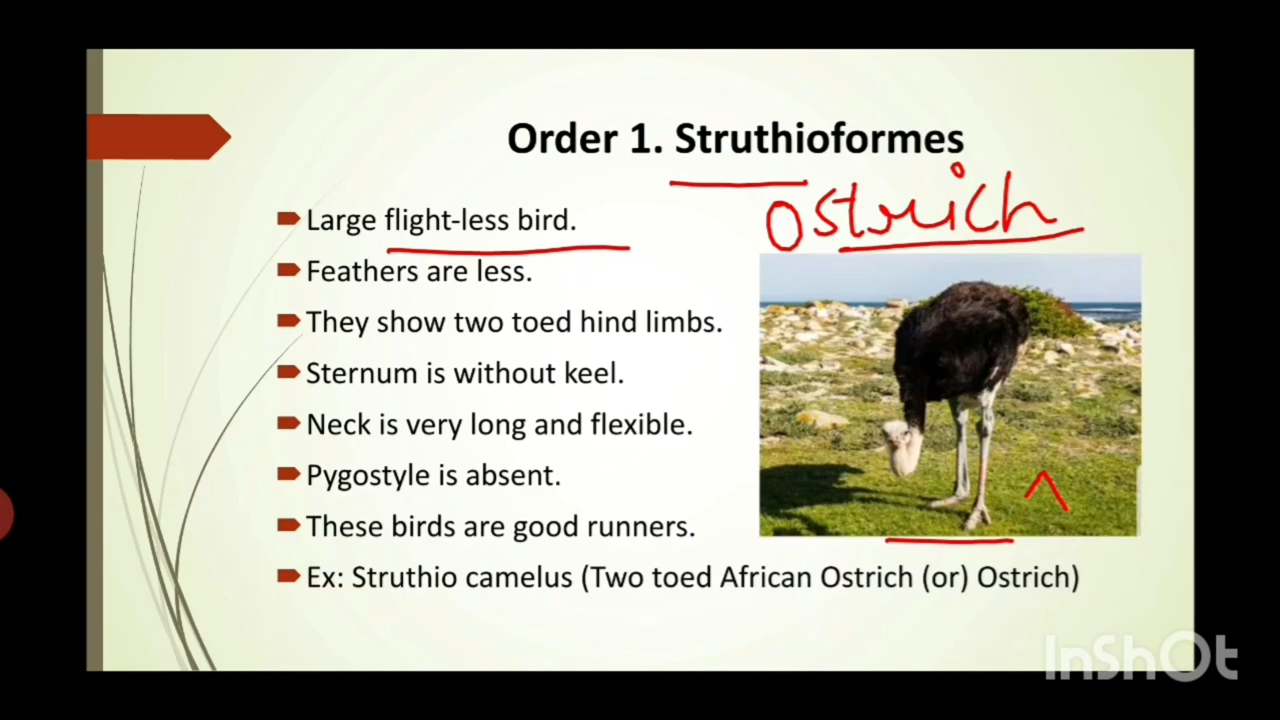 Order 1. Struthioformes
Ostrich
Large flight-less bird.
Feathers are less.
They show two toed hind limbs.
Sternum is without keel.
Neck is very long and flexible.
Pygostyle is absent.
These birds are good runners.
Ex: Struthio camelus (Two toed African Ostrich (or) Ostrich)
InShOt